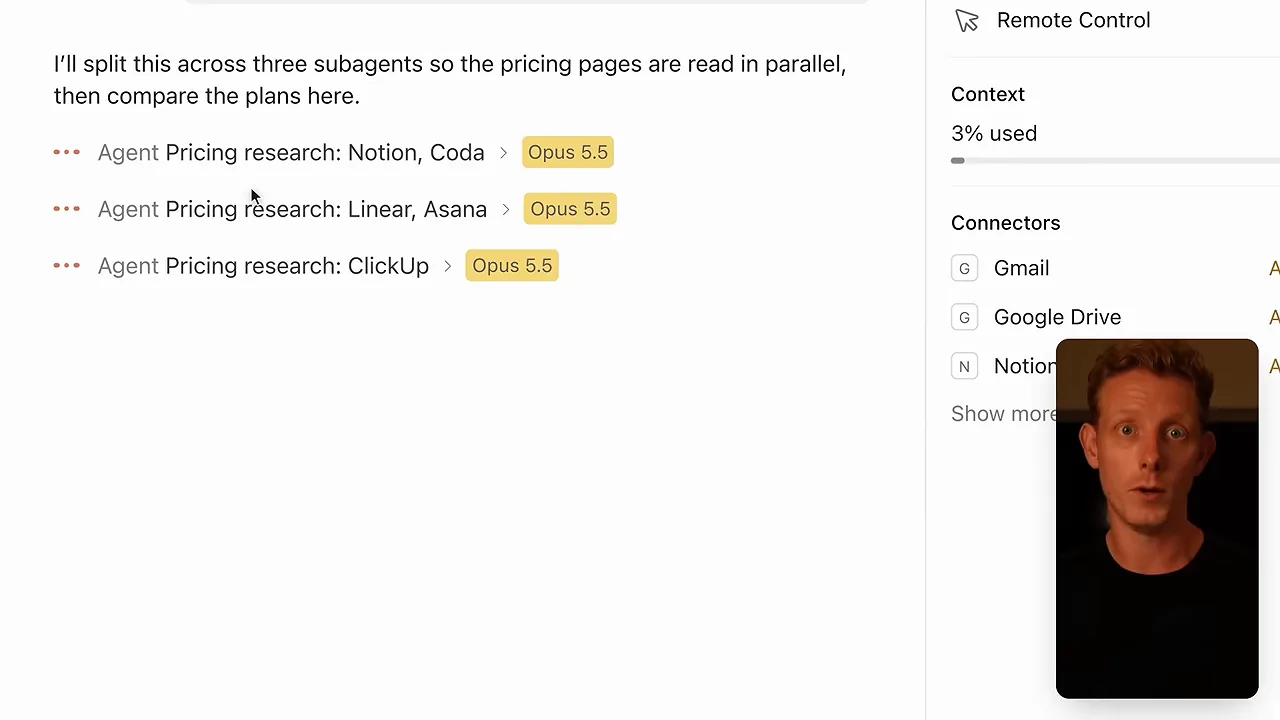 I’ll split this across three subagents so the pricing pages are read in parallel,
then compare the plans here.
Agent Pricing research: Notion, Coda > Opus 5.5
Agent Pricing research: Linear, Asana > Opus 5.5
Agent Pricing research: ClickUp > Opus 5.5
Remote Control
Context
3% used
Connectors
G Gmail A
G Google Drive A
N Notion A
Show more